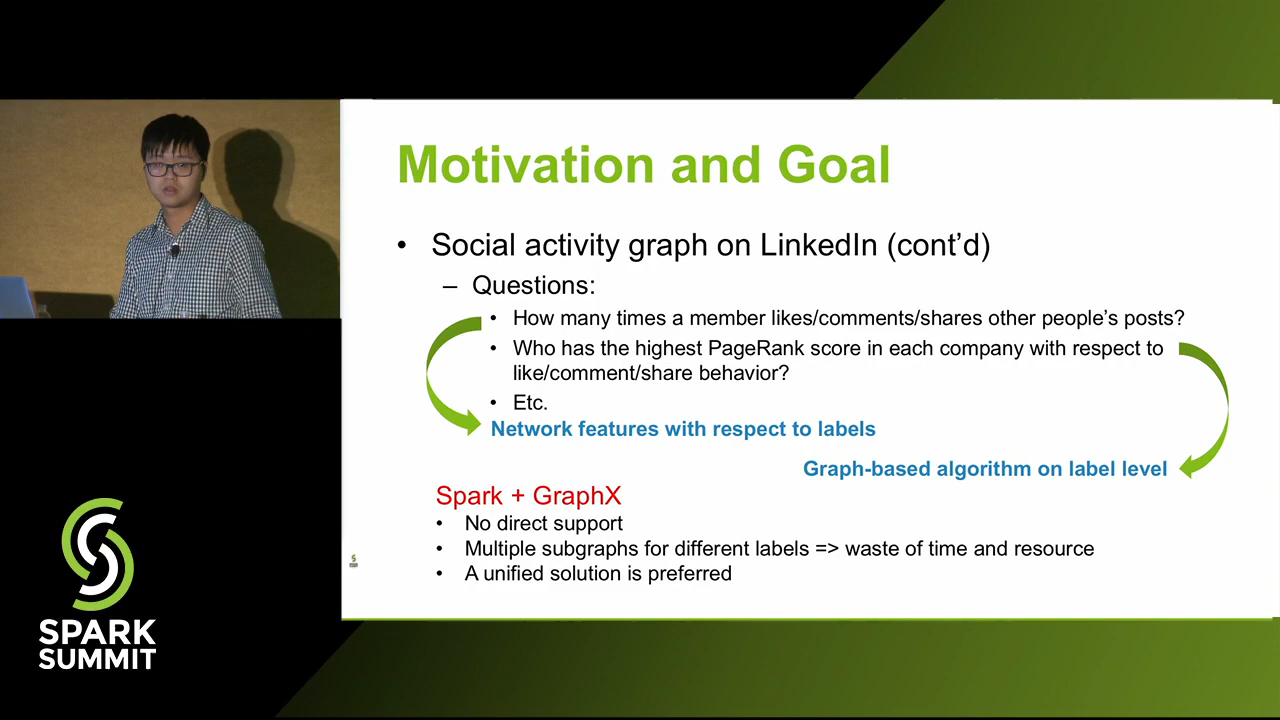 Motivation and Goal
• Social activity graph on LinkedIn (cont’d)
– Questions:
• How many times a member likes/comments/shares other people’s posts?
• Who has the highest PageRank score in each company with respect to
like/comment/share behavior?
• Etc.
Network features with respect to labels
Graph-based algorithm on label level
Spark + GraphX
• No direct support
• Multiple subgraphs for different labels => waste of time and resource
• A unified solution is preferred
SPARK
SUMMIT